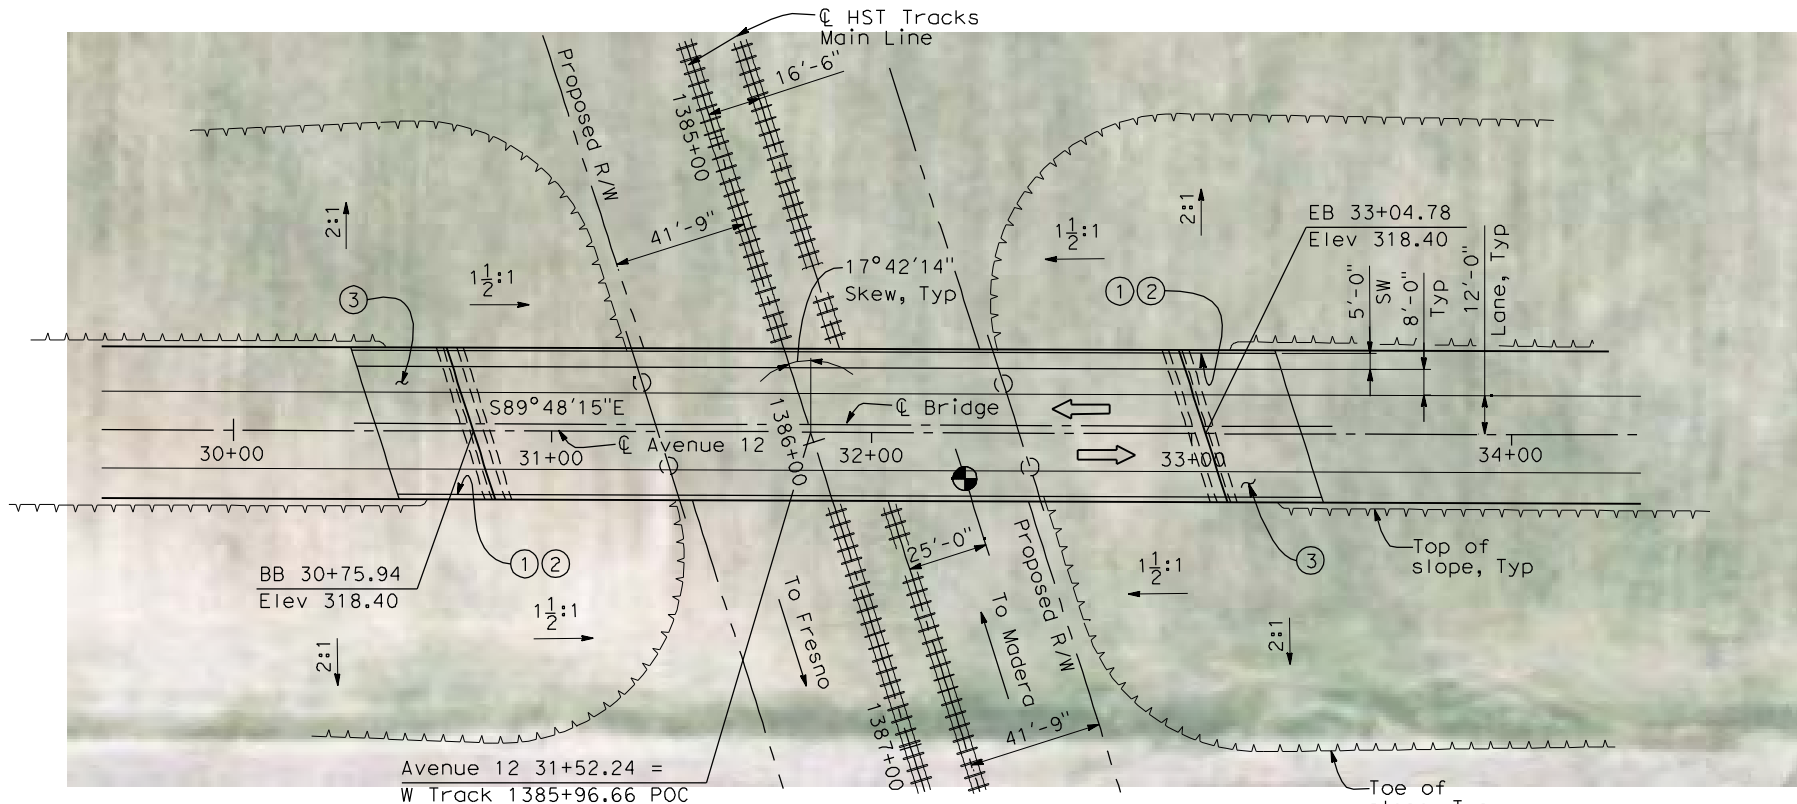 ℄ HST Tracks
Main Line
Proposed R/W
16'-6"
1385+00
41'-9"
2:1
1½:1
③
17°42'14"
Skew, Typ
1½:1
2:1
EB 33+04.78
Elev 318.40
① ②
5'-0"
SW
8'-0"
Typ
12'-0"
Lane, Typ
S89°48'15"E
℄ Bridge
℄ Avenue 12
30+00
31+00
1386+00
32+00
33+00
34+00
BB 30+75.94
Elev 318.40
① ②
1½:1
2:1
To Fresno
25'-0"
To Madera
Proposed R/W
1½:1
③
Top of
slope, Typ
2:1
1387+00
41'-9"
Avenue 12 31+52.24 =
W Track 1385+96.66 POC
Toe of